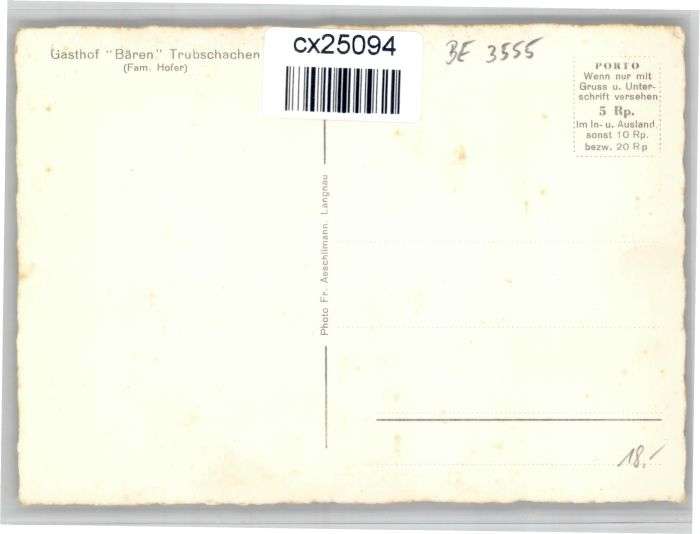 Gasthof "Bären" Trubschachen
(Fam. Hofer)
cx25094
BE 3555
PORTO
Wenn nur mit
Gruss u. Unter-
schrift versehen
5 Rp.
Im In- u. Ausland
sonst 10 Rp.
bezw. 20 Rp
Photo Fr. Aeschlimann. Langnau
18.-